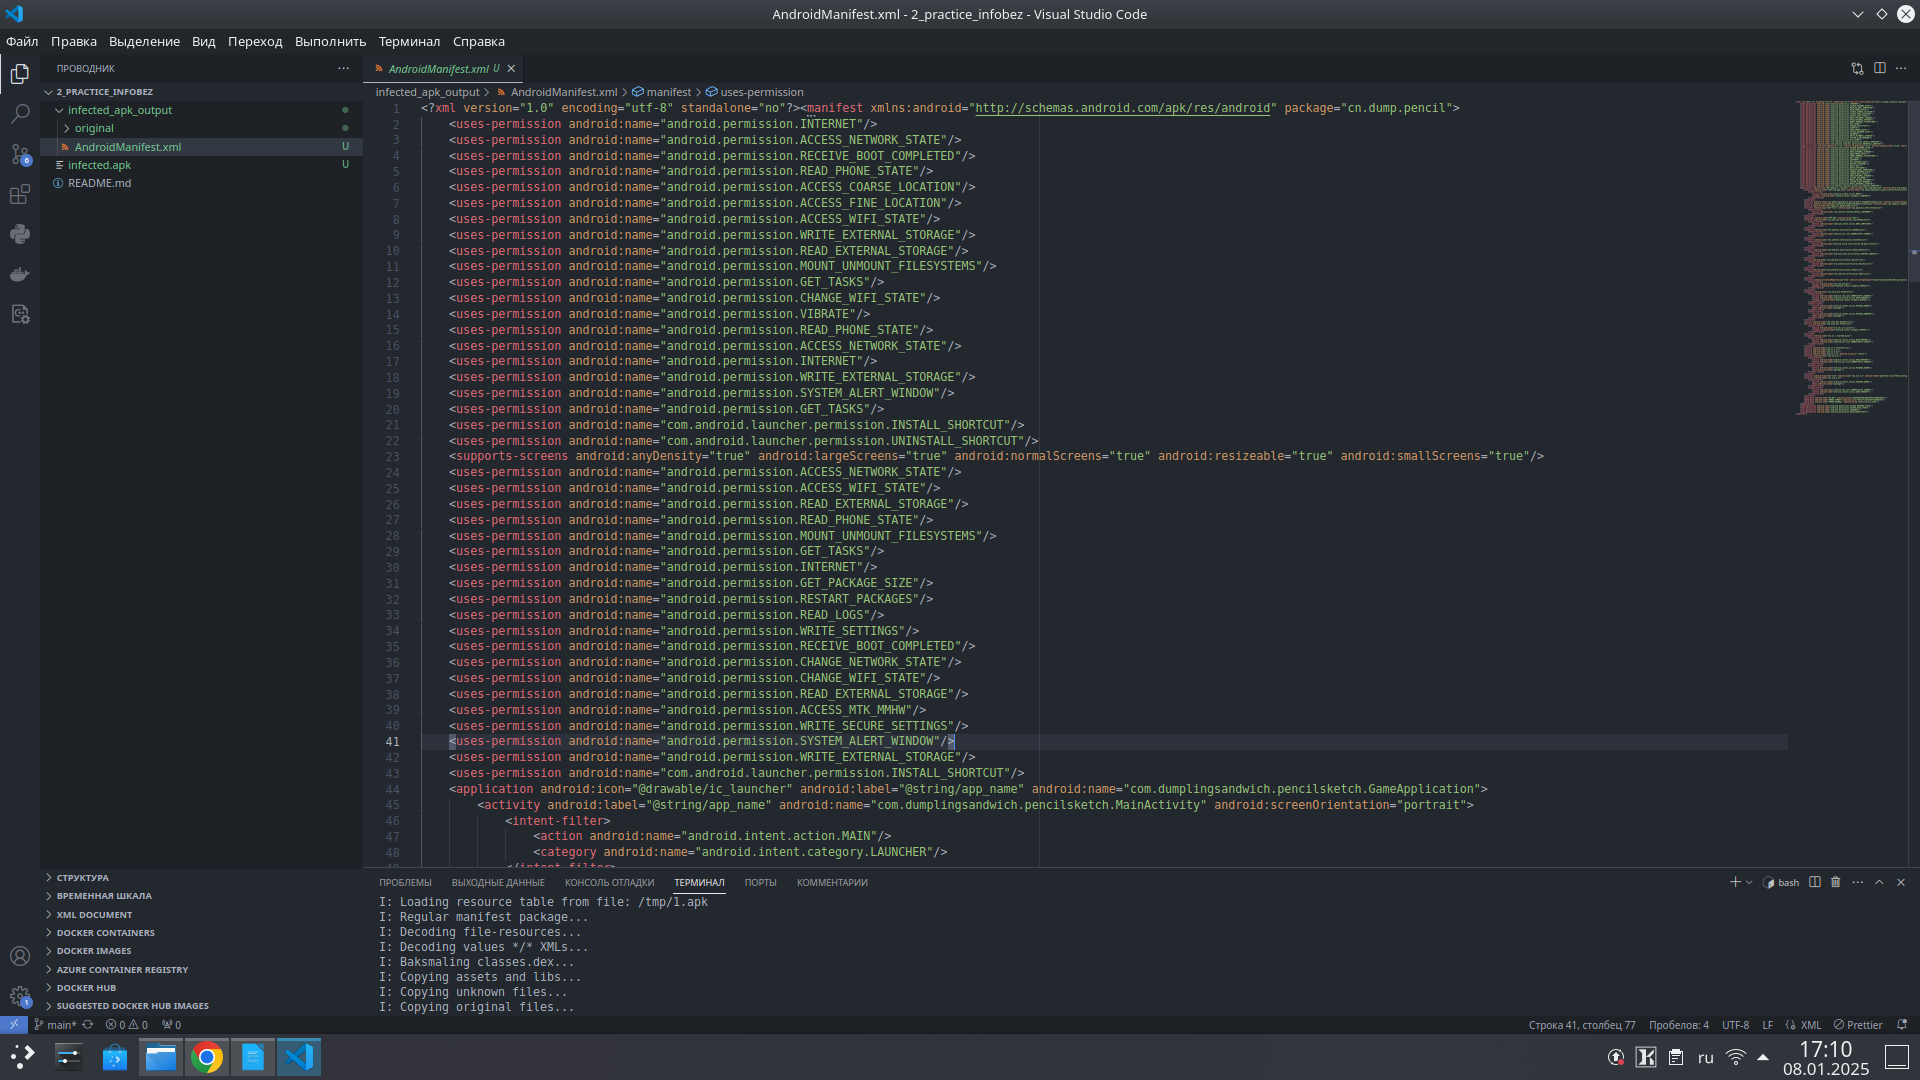 AndroidManifest.xml - 2_practice_infobez - Visual Studio Code
Файл Правка Выделение Вид Переход Выполнить Терминал Справка
ПРОВОДНИК
2_PRACTICE_INFOBEZ
infected_apk_output
original
AndroidManifest.xml U
infected.apk U
README.md
AndroidManifest.xml U
infected_apk_output > AndroidManifest.xml > manifest > uses-permission
1 <?xml version="1.0" encoding="utf-8" standalone="no"?><manifest xmlns:android="http://schemas.android.com/apk/res/android" package="cn.dump.pencil">
2 <uses-permission android:name="android.permission.INTERNET"/>
3 <uses-permission android:name="android.permission.ACCESS_NETWORK_STATE"/>
4 <uses-permission android:name="android.permission.RECEIVE_BOOT_COMPLETED"/>
5 <uses-permission android:name="android.permission.READ_PHONE_STATE"/>
6 <uses-permission android:name="android.permission.ACCESS_COARSE_LOCATION"/>
7 <uses-permission android:name="android.permission.ACCESS_FINE_LOCATION"/>
8 <uses-permission android:name="android.permission.ACCESS_WIFI_STATE"/>
9 <uses-permission android:name="android.permission.WRITE_EXTERNAL_STORAGE"/>
10 <uses-permission android:name="android.permission.READ_EXTERNAL_STORAGE"/>
11 <uses-permission android:name="android.permission.MOUNT_UNMOUNT_FILESYSTEMS"/>
12 <uses-permission android:name="android.permission.GET_TASKS"/>
13 <uses-permission android:name="android.permission.CHANGE_WIFI_STATE"/>
14 <uses-permission android:name="android.permission.VIBRATE"/>
15 <uses-permission android:name="android.permission.READ_PHONE_STATE"/>
16 <uses-permission android:name="android.permission.ACCESS_NETWORK_STATE"/>
17 <uses-permission android:name="android.permission.INTERNET"/>
18 <uses-permission android:name="android.permission.WRITE_EXTERNAL_STORAGE"/>
19 <uses-permission android:name="android.permission.SYSTEM_ALERT_WINDOW"/>
20 <uses-permission android:name="android.permission.GET_TASKS"/>
21 <uses-permission android:name="com.android.launcher.permission.INSTALL_SHORTCUT"/>
22 <uses-permission android:name="com.android.launcher.permission.UNINSTALL_SHORTCUT"/>
23 <supports-screens android:anyDensity="true" android:largeScreens="true" android:normalScreens="true" android:resizeable="true" android:smallScreens="true"/>
24 <uses-permission android:name="android.permission.ACCESS_NETWORK_STATE"/>
25 <uses-permission android:name="android.permission.ACCESS_WIFI_STATE"/>
26 <uses-permission android:name="android.permission.READ_EXTERNAL_STORAGE"/>
27 <uses-permission android:name="android.permission.READ_PHONE_STATE"/>
28 <uses-permission android:name="android.permission.MOUNT_UNMOUNT_FILESYSTEMS"/>
29 <uses-permission android:name="android.permission.GET_TASKS"/>
30 <uses-permission android:name="android.permission.INTERNET"/>
31 <uses-permission android:name="android.permission.GET_PACKAGE_SIZE"/>
32 <uses-permission android:name="android.permission.RESTART_PACKAGES"/>
33 <uses-permission android:name="android.permission.READ_LOGS"/>
34 <uses-permission android:name="android.permission.WRITE_SETTINGS"/>
35 <uses-permission android:name="android.permission.RECEIVE_BOOT_COMPLETED"/>
36 <uses-permission android:name="android.permission.CHANGE_NETWORK_STATE"/>
37 <uses-permission android:name="android.permission.CHANGE_WIFI_STATE"/>
38 <uses-permission android:name="android.permission.READ_EXTERNAL_STORAGE"/>
39 <uses-permission android:name="android.permission.ACCESS_MTK_MMHW"/>
40 <uses-permission android:name="android.permission.WRITE_SECURE_SETTINGS"/>
41 <uses-permission android:name="android.permission.SYSTEM_ALERT_WINDOW"/>
42 <uses-permission android:name="android.permission.WRITE_EXTERNAL_STORAGE"/>
43 <uses-permission android:name="com.android.launcher.permission.INSTALL_SHORTCUT"/>
44 <application android:icon="@drawable/ic_launcher" android:label="@string/app_name" android:name="com.dumplingsandwich.pencilsketch.GameApplication">
45 <activity android:label="@string/app_name" android:name="com.dumplingsandwich.pencilsketch.MainActivity" android:screenOrientation="portrait">
46 <intent-filter>
47 <action android:name="android.intent.action.MAIN"/>
48 <category android:name="android.intent.category.LAUNCHER"/>
49 </intent-filter>
СТРУКТУРА
ВРЕМЕННАЯ ШКАЛА
XML DOCUMENT
DOCKER CONTAINERS
DOCKER IMAGES
AZURE CONTAINER REGISTRY
DOCKER HUB
SUGGESTED DOCKER HUB IMAGES
ПРОБЛЕМЫ ВЫХОДНЫЕ ДАННЫЕ КОНСОЛЬ ОТЛАДКИ ТЕРМИНАЛ ПОРТЫ КОММЕНТАРИИ
bash
I: Loading resource table from file: /tmp/1.apk
I: Regular manifest package...
I: Decoding file-resources...
I: Decoding values */* XMLs...
I: Baksmaling classes.dex...
I: Copying assets and libs...
I: Copying unknown files...
I: Copying original files...
main* 0 0 0
Строка 41, столбец 77 Пробелов: 4 UTF-8 LF XML Prettier
6
1
ru
17:10
08.01.2025